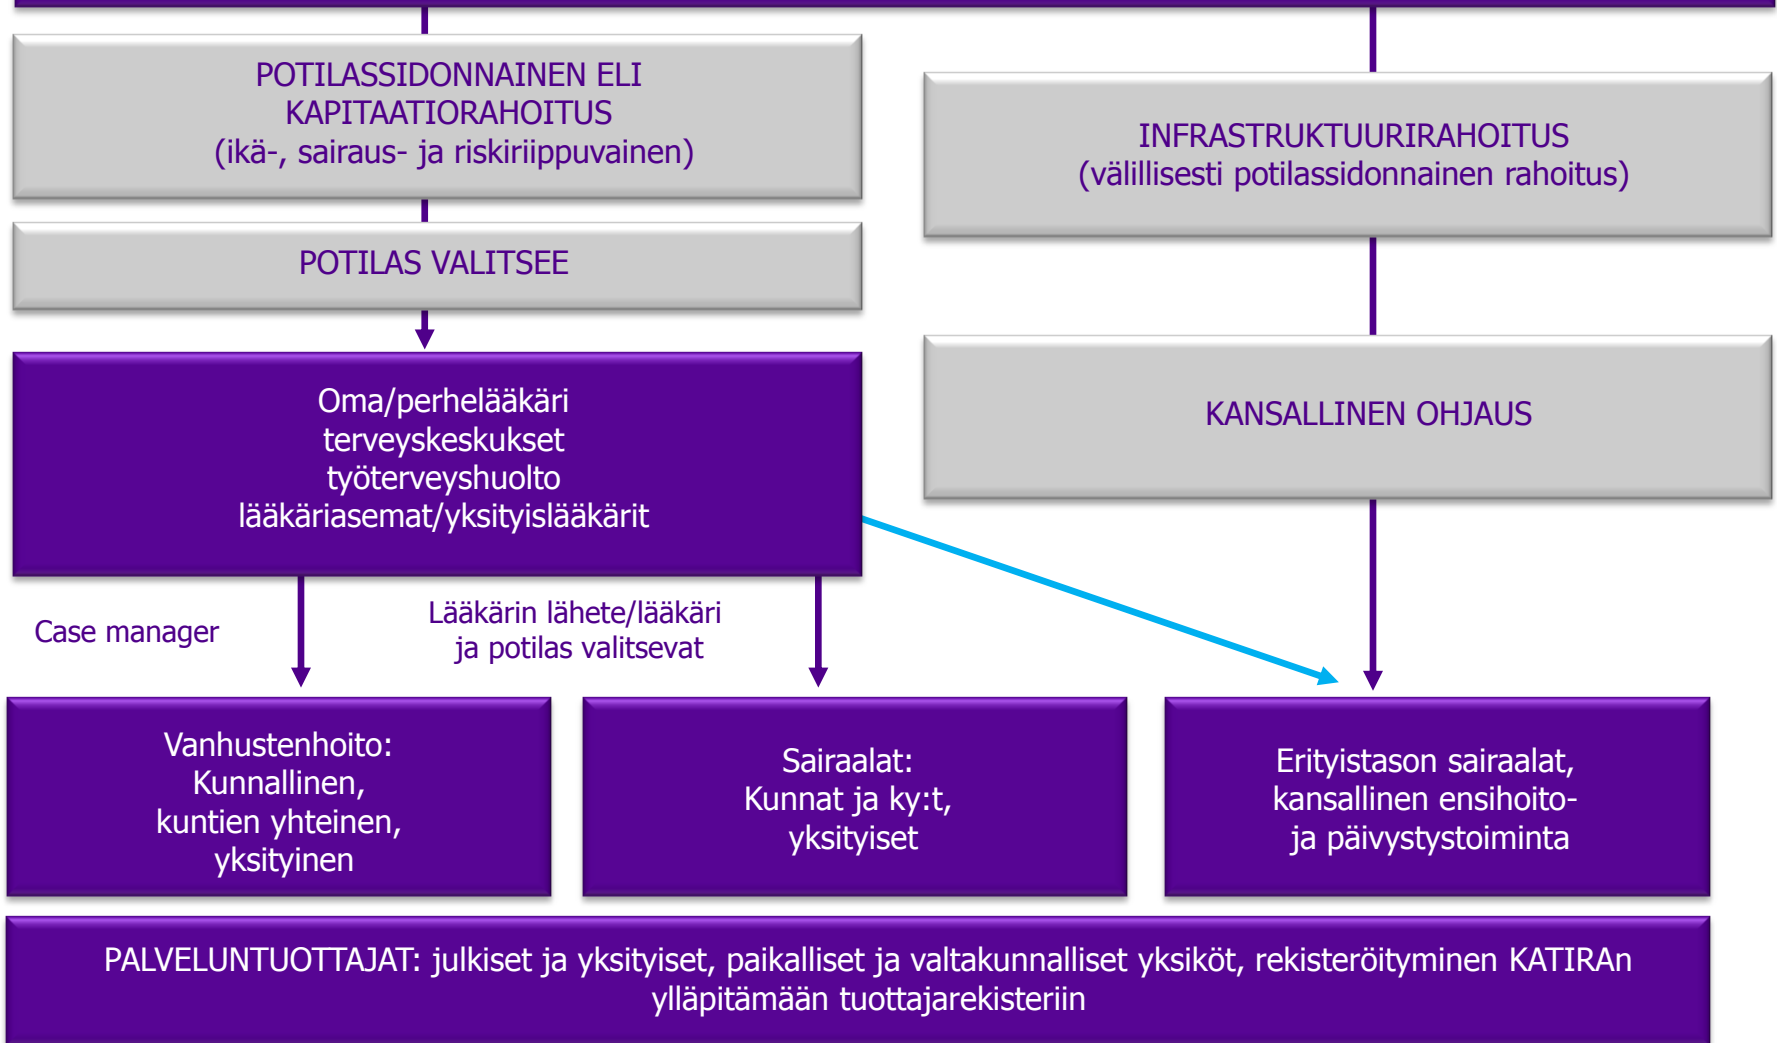 POTILASSIDONNAINEN ELI
KAPITAATIORAHOITUS
(ikä-, sairaus- ja riskiriippuvainen)
INFRASTRUKTUURIRAHOITUS
(välillisesti potilassidonnainen rahoitus)
POTILAS VALITSEE
KANSALLINEN OHJAUS
Oma/perhelääkäri
terveyskeskukset
työterveyshuolto
lääkäriasemat/yksityislääkärit
Case manager
Lääkärin lähete/lääkäri
ja potilas valitsevat
Vanhustenhoito:
Kunnallinen,
kuntien yhteinen,
yksityinen
Sairaalat:
Kunnat ja ky:t,
yksityiset
Erityistason sairaalat,
kansallinen ensihoito-
ja päivystystoiminta
PALVELUNTUOTTAJAT: julkiset ja yksityiset, paikalliset ja valtakunnalliset yksiköt, rekisteröityminen KATIRAn
ylläpitämään tuottajarekisteriin